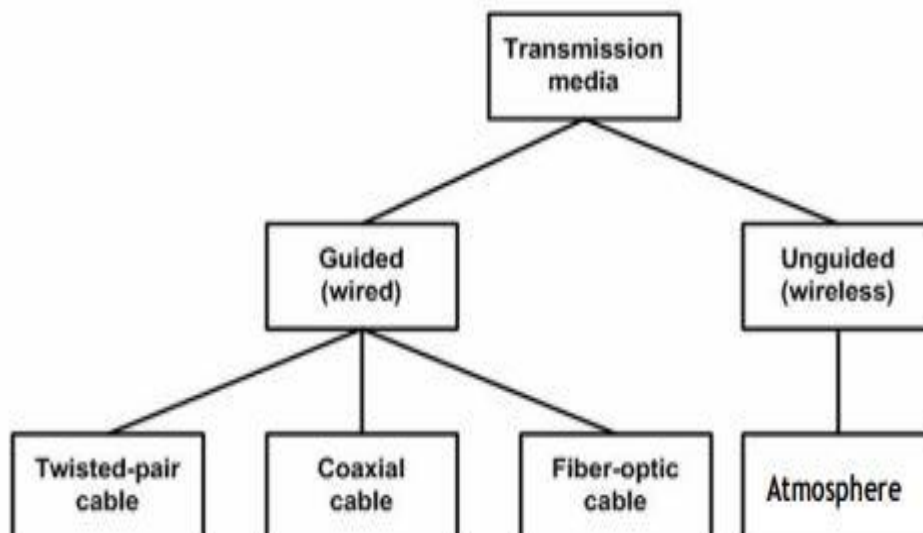 Transmission
media
Guided
(wired)
Unguided
(wireless)
Twisted-pair
cable
Coaxial
cable
Fiber-optic
cable
Atmosphere